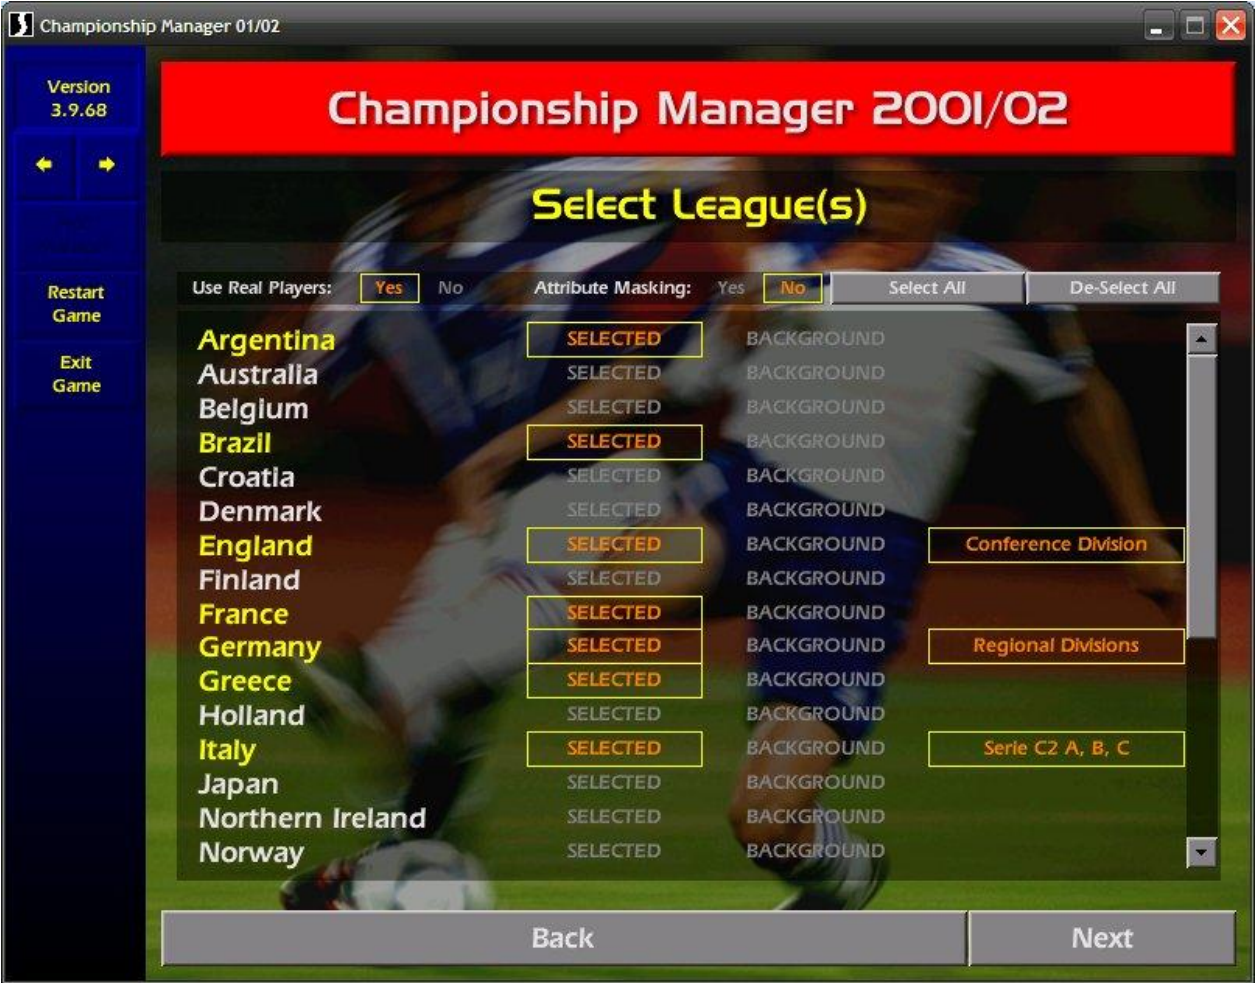 Championship Manager 01/02
Version
3.9.68
Restart
Game
Exit
Game
Championship Manager 2001/02
Select League(s)
Use Real Players: Yes No Attribute Masking: Yes No Select All De-Select All
Argentina SELECTED BACKGROUND
Australia SELECTED BACKGROUND
Belgium SELECTED BACKGROUND
Brazil SELECTED BACKGROUND
Croatia SELECTED BACKGROUND
Denmark SELECTED BACKGROUND
England SELECTED BACKGROUND Conference Division
Finland SELECTED BACKGROUND
France SELECTED BACKGROUND
Germany SELECTED BACKGROUND Regional Divisions
Greece SELECTED BACKGROUND
Holland SELECTED BACKGROUND
Italy SELECTED BACKGROUND Serie C2 A, B, C
Japan SELECTED BACKGROUND
Northern Ireland SELECTED BACKGROUND
Norway SELECTED BACKGROUND
Back Next